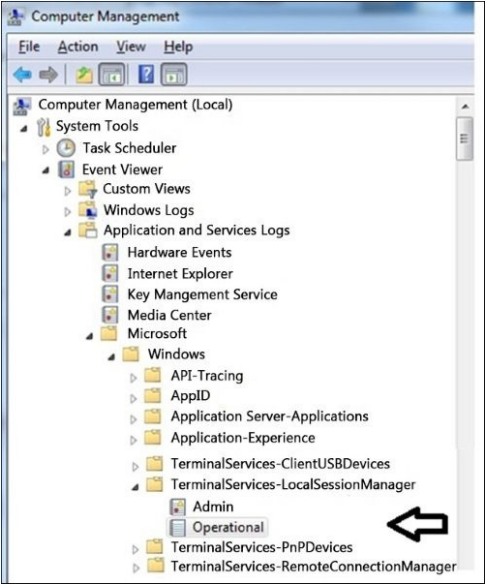 Computer Management
File Action View Help
Computer Management (Local)
System Tools
Task Scheduler
Event Viewer
Custom Views
Windows Logs
Application and Services Logs
Hardware Events
Internet Explorer
Key Mangement Service
Media Center
Microsoft
Windows
API-Tracing
AppID
Application Server-Applications
Application-Experience
TerminalServices-ClientUSBDevices
TerminalServices-LocalSessionManager
Admin
Operational
TerminalServices-PnPDevices
TerminalServices-RemoteConnectionManager